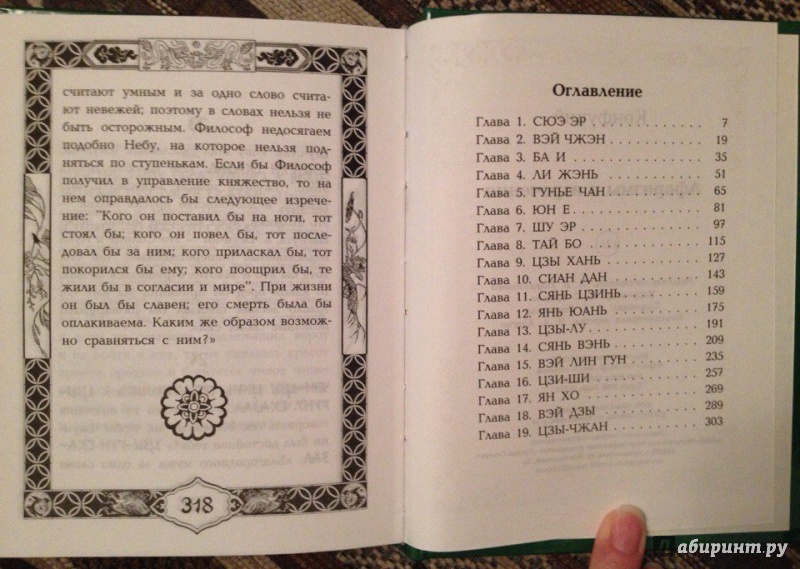 считают умным и за одно слово счита-
ют невежей; поэтому в словах нельзя не
быть осторожным. Философ недосягаем
подобно Небу, на которое нельзя под-
няться по ступенькам. Если бы Философ
получил в управление княжество, то на
нем оправдалось бы следующее изрече-
ние: "Кого он поставил бы на ноги, тот
стоял бы; кого он повел бы, тот после-
довал бы за ним; кого приласкал бы, тот
покорился бы ему; кого поощрил бы, те
жили бы в согласии и мире". При жизни
он был бы славен; его смерть была бы
оплакиваема. Каким же образом возмож-
но сравняться с ним?»
318
Оглавление
Глава 1. СЮЭ ЭР . . . . . . . . . . . . . 7
Глава 2. ВЭЙ ЧЖЭН . . . . . . . . . . . 19
Глава 3. БА И . . . . . . . . . . . . . . 35
Глава 4. ЛИ ЖЭНЬ . . . . . . . . . . . 51
Глава 5. ГУНЬЕ ЧАН . . . . . . . . . . 65
Глава 6. ЮН Е . . . . . . . . . . . . . . 81
Глава 7. ШУ ЭР . . . . . . . . . . . . . 97
Глава 8. ТАЙ БО . . . . . . . . . . . . 115
Глава 9. ЦЗЫ ХАНЬ . . . . . . . . . . 127
Глава 10. СИАН ДАН . . . . . . . . . . 143
Глава 11. СЯНЬ ЦЗИНЬ . . . . . . . . . 159
Глава 12. ЯНЬ ЮАНЬ . . . . . . . . . . 175
Глава 13. ЦЗЫ-ЛУ . . . . . . . . . . . 191
Глава 14. СЯНЬ ВЭНЬ . . . . . . . . . . 209
Глава 15. ВЭЙ ЛИН ГУН . . . . . . . . 235
Глава 16. ЦЗИ-ШИ . . . . . . . . . . . 257
Глава 17. ЯН ХО . . . . . . . . . . . . 269
Глава 18. ВЭЙ ДЗЫ . . . . . . . . . . . 289
Глава 19. ЦЗЫ-ЧЖАН . . . . . . . . . . 303
Лабиринт.ру